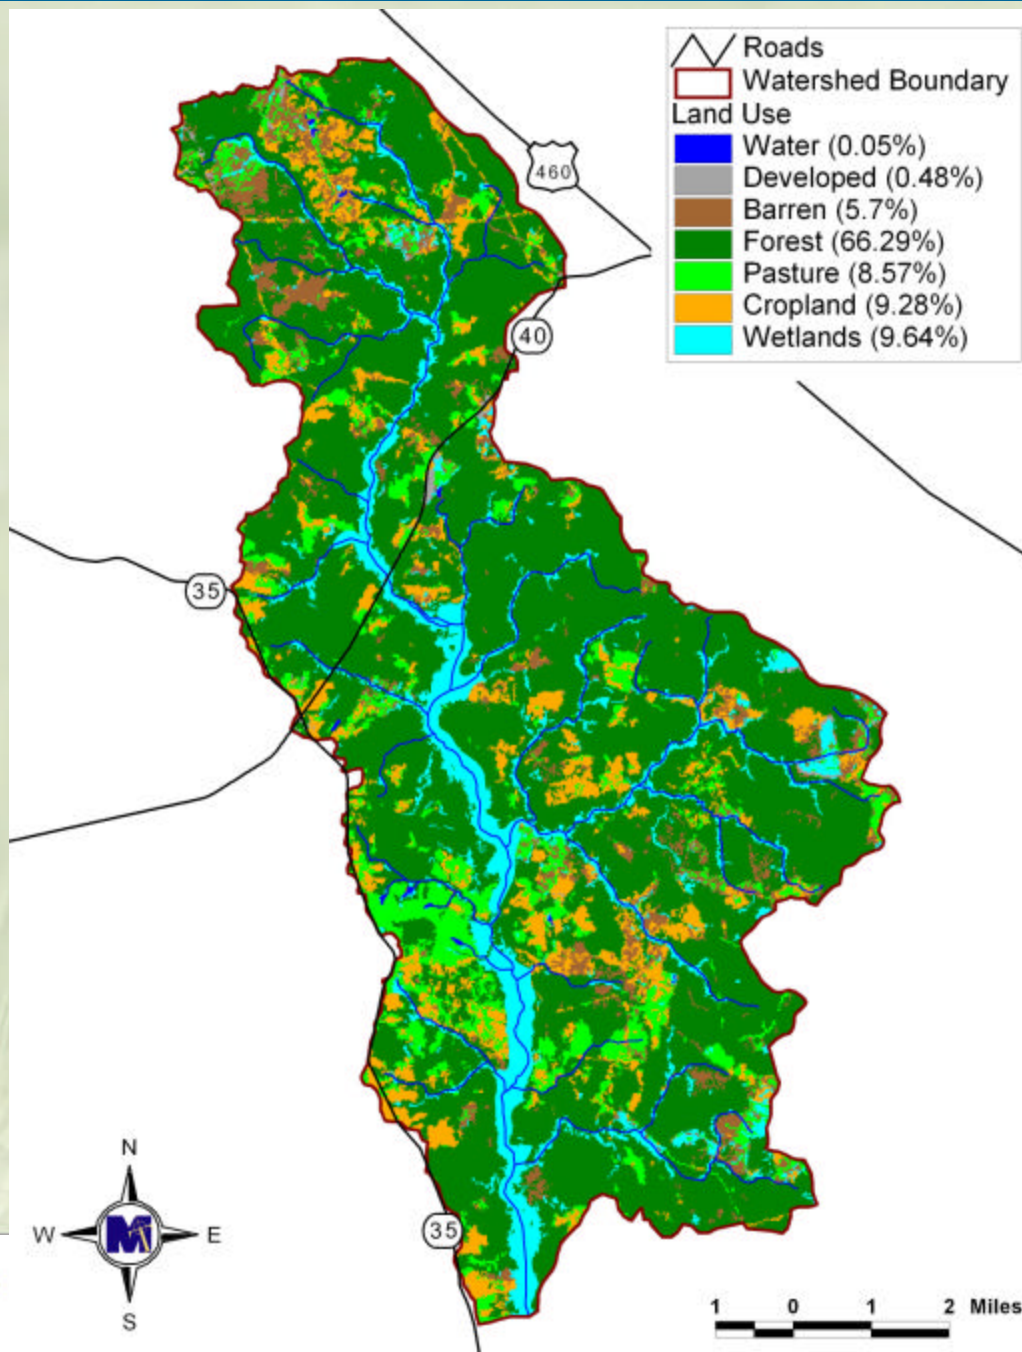 Roads
Watershed Boundary
Land Use
Water (0.05%)
Developed (0.48%)
Barren (5.7%)
Forest (66.29%)
Pasture (8.57%)
Cropland (9.28%)
Wetlands (9.64%)
460
40
35
35
N
W M E
S
1 0 1 2 Miles